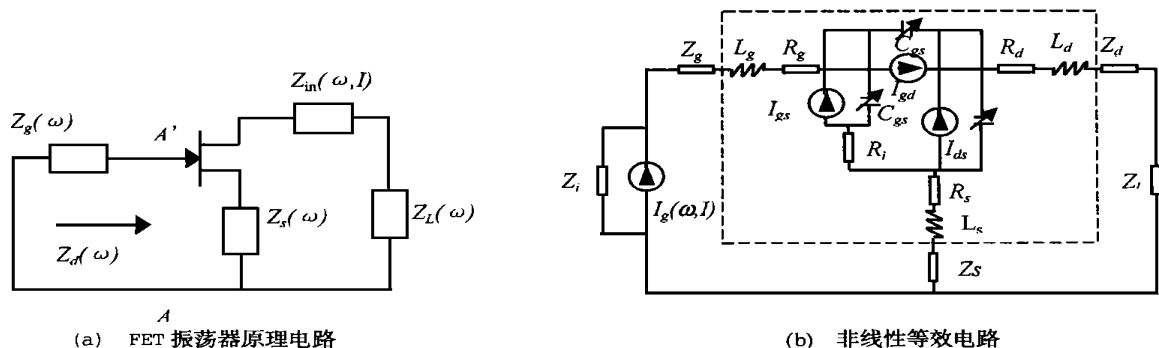 Z_in(ω,I)
Z_g(ω)
A'
Z_s(ω)
Z_L(ω)
Z_d(ω)
A
(a) FET 振荡器原理电路
Z_g
L_g
R_g
C_gs
R_d
L_d
Z_d
I_gd
I_gs
C_gs
R_i
I_ds
Z_i
I_g(ω,I)
R_s
L_s
Z_l
Zs
(b) 非线性等效电路